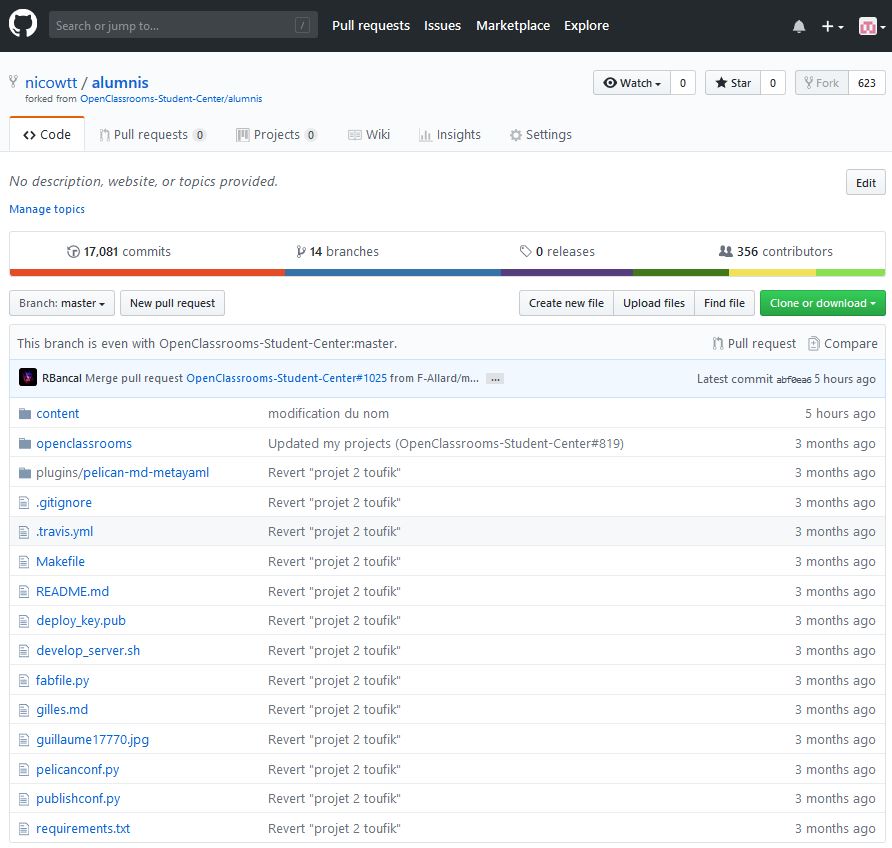 Search or jump to... / Pull requests Issues Marketplace Explore
nicowtt / alumnis Watch 0 Star 0 Fork 623
forked from OpenClassrooms-Student-Center/alumnis
Code Pull requests 0 Projects 0 Wiki Insights Settings
No description, website, or topics provided. Edit
Manage topics
17,081 commits 14 branches 0 releases 356 contributors
Branch: master New pull request Create new file Upload files Find file Clone or download
This branch is even with OpenClassrooms-Student-Center:master. Pull request Compare
RBancal Merge pull request OpenClassrooms-Student-Center#1025 from F-Allard/m... ... Latest commit abf0ea6 5 hours ago
content modification du nom 5 hours ago
openclassrooms Updated my projects (OpenClassrooms-Student-Center#819) 3 months ago
plugins/pelican-md-metayaml Revert "projet 2 toufik" 3 months ago
.gitignore Revert "projet 2 toufik" 3 months ago
.travis.yml Revert "projet 2 toufik" 3 months ago
Makefile Revert "projet 2 toufik" 3 months ago
README.md Revert "projet 2 toufik" 3 months ago
deploy_key.pub Revert "projet 2 toufik" 3 months ago
develop_server.sh Revert "projet 2 toufik" 3 months ago
fabfile.py Revert "projet 2 toufik" 3 months ago
gilles.md Revert "projet 2 toufik" 3 months ago
guillaume17770.jpg Revert "projet 2 toufik" 3 months ago
pelicanconf.py Revert "projet 2 toufik" 3 months ago
publishconf.py Revert "projet 2 toufik" 3 months ago
requirements.txt Revert "projet 2 toufik" 3 months ago